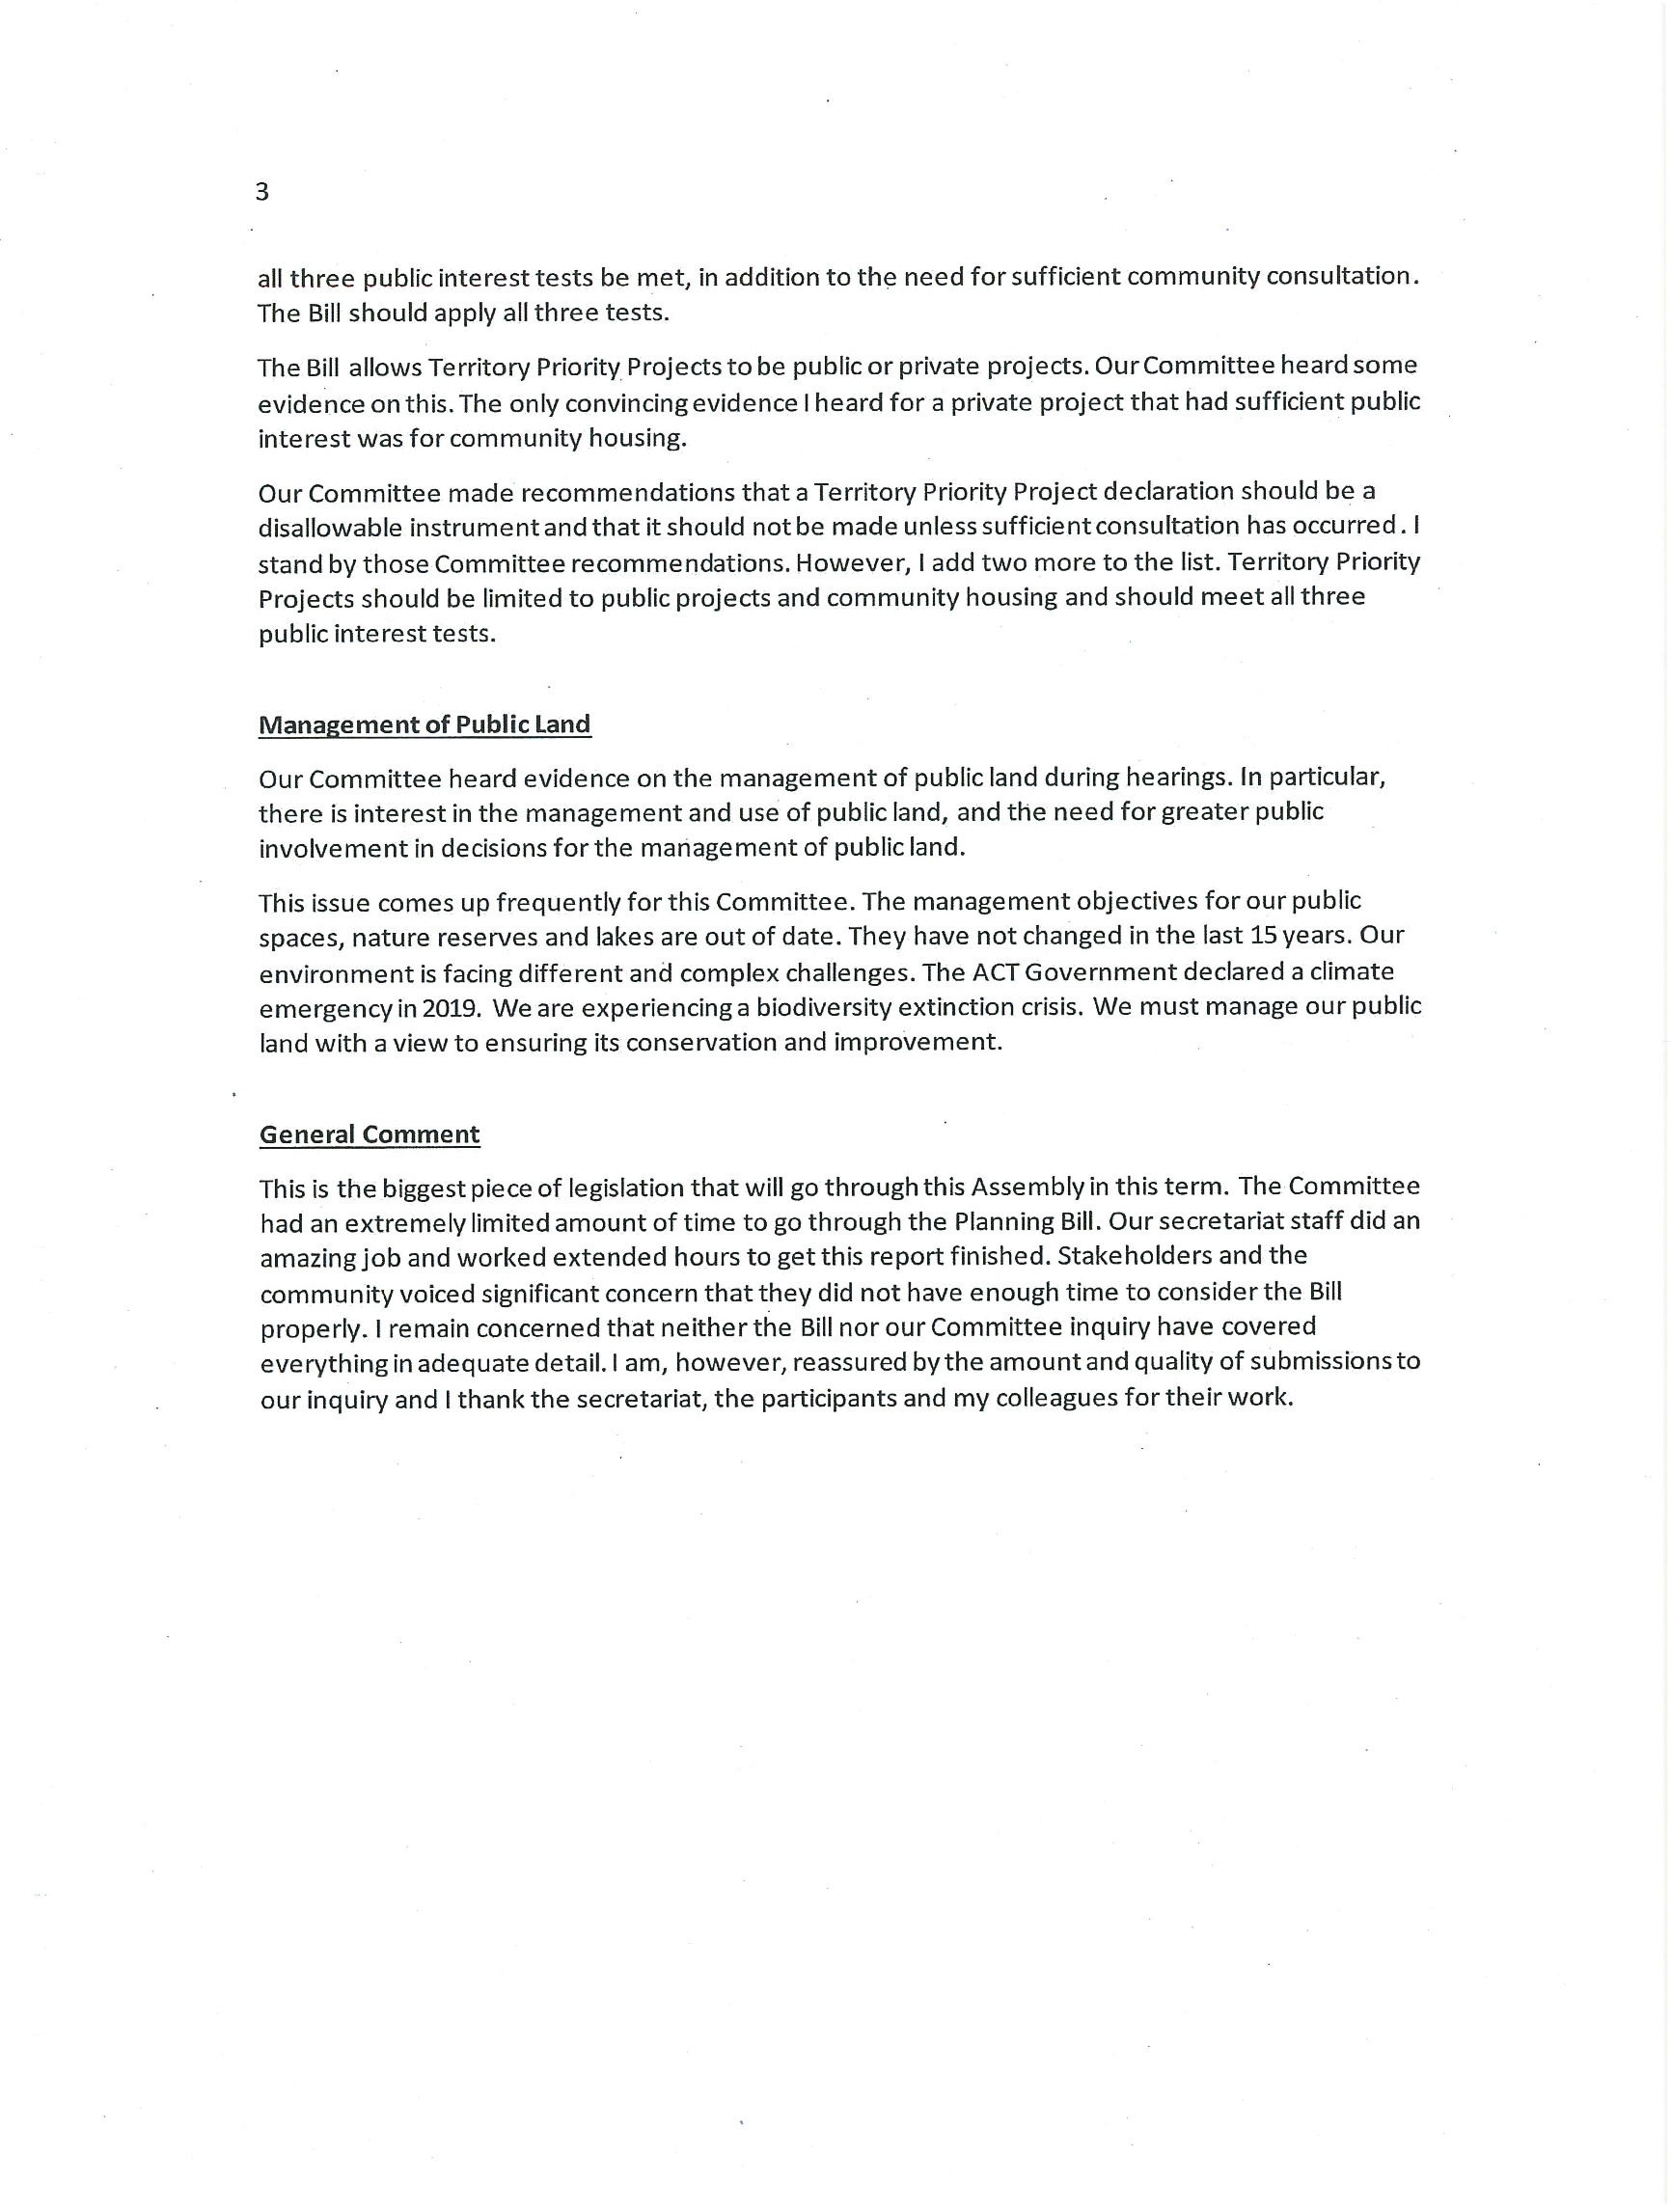 3
all three public interest tests be met, in addition to the need for sufficient community consultation.
The Bill should apply all three tests.
The Bill allows Territory Priority Projects to be public or private projects. Our Committee heard some
evidence on this. The only convincing evidence I heard for a private project that had sufficient public
interest was for community housing.
Our Committee made recommendations that a Territory Priority Project declaration should be a
disallowable instrument and that it should not be made unless sufficient consultation has occurred. I
stand by those Committee recommendations. However, I add two more to the list. Territory Priority
Projects should be limited to public projects and community housing and should meet all three
public interest tests.
Management of Public Land
Our Committee heard evidence on the management of public land during hearings. In particular,
there is interest in the management and use of public land, and the need for greater public
involvement in decisions for the management of public land.
This issue comes up frequently for this Committee. The management objectives for our public
spaces, nature reserves and lakes are out of date. They have not changed in the last 15 years. Our
environment is facing different and complex challenges. The ACT Government declared a climate
emergency in 2019. We are experiencing a biodiversity extinction crisis. We must manage our public
land with a view to ensuring its conservation and improvement.
General Comment
This is the biggest piece of legislation that will go through this Assembly in this term. The Committee
had an extremely limited amount of time to go through the Planning Bill. Our secretariat staff did an
amazing job and worked extended hours to get this report finished. Stakeholders and the
community voiced significant concern that they did not have enough time to consider the Bill
properly. I remain concerned that neither the Bill nor our Committee inquiry have covered
everything in adequate detail. I am, however, reassured by the amount and quality of submissions to
our inquiry and I thank the secretariat, the participants and my colleagues for their work.